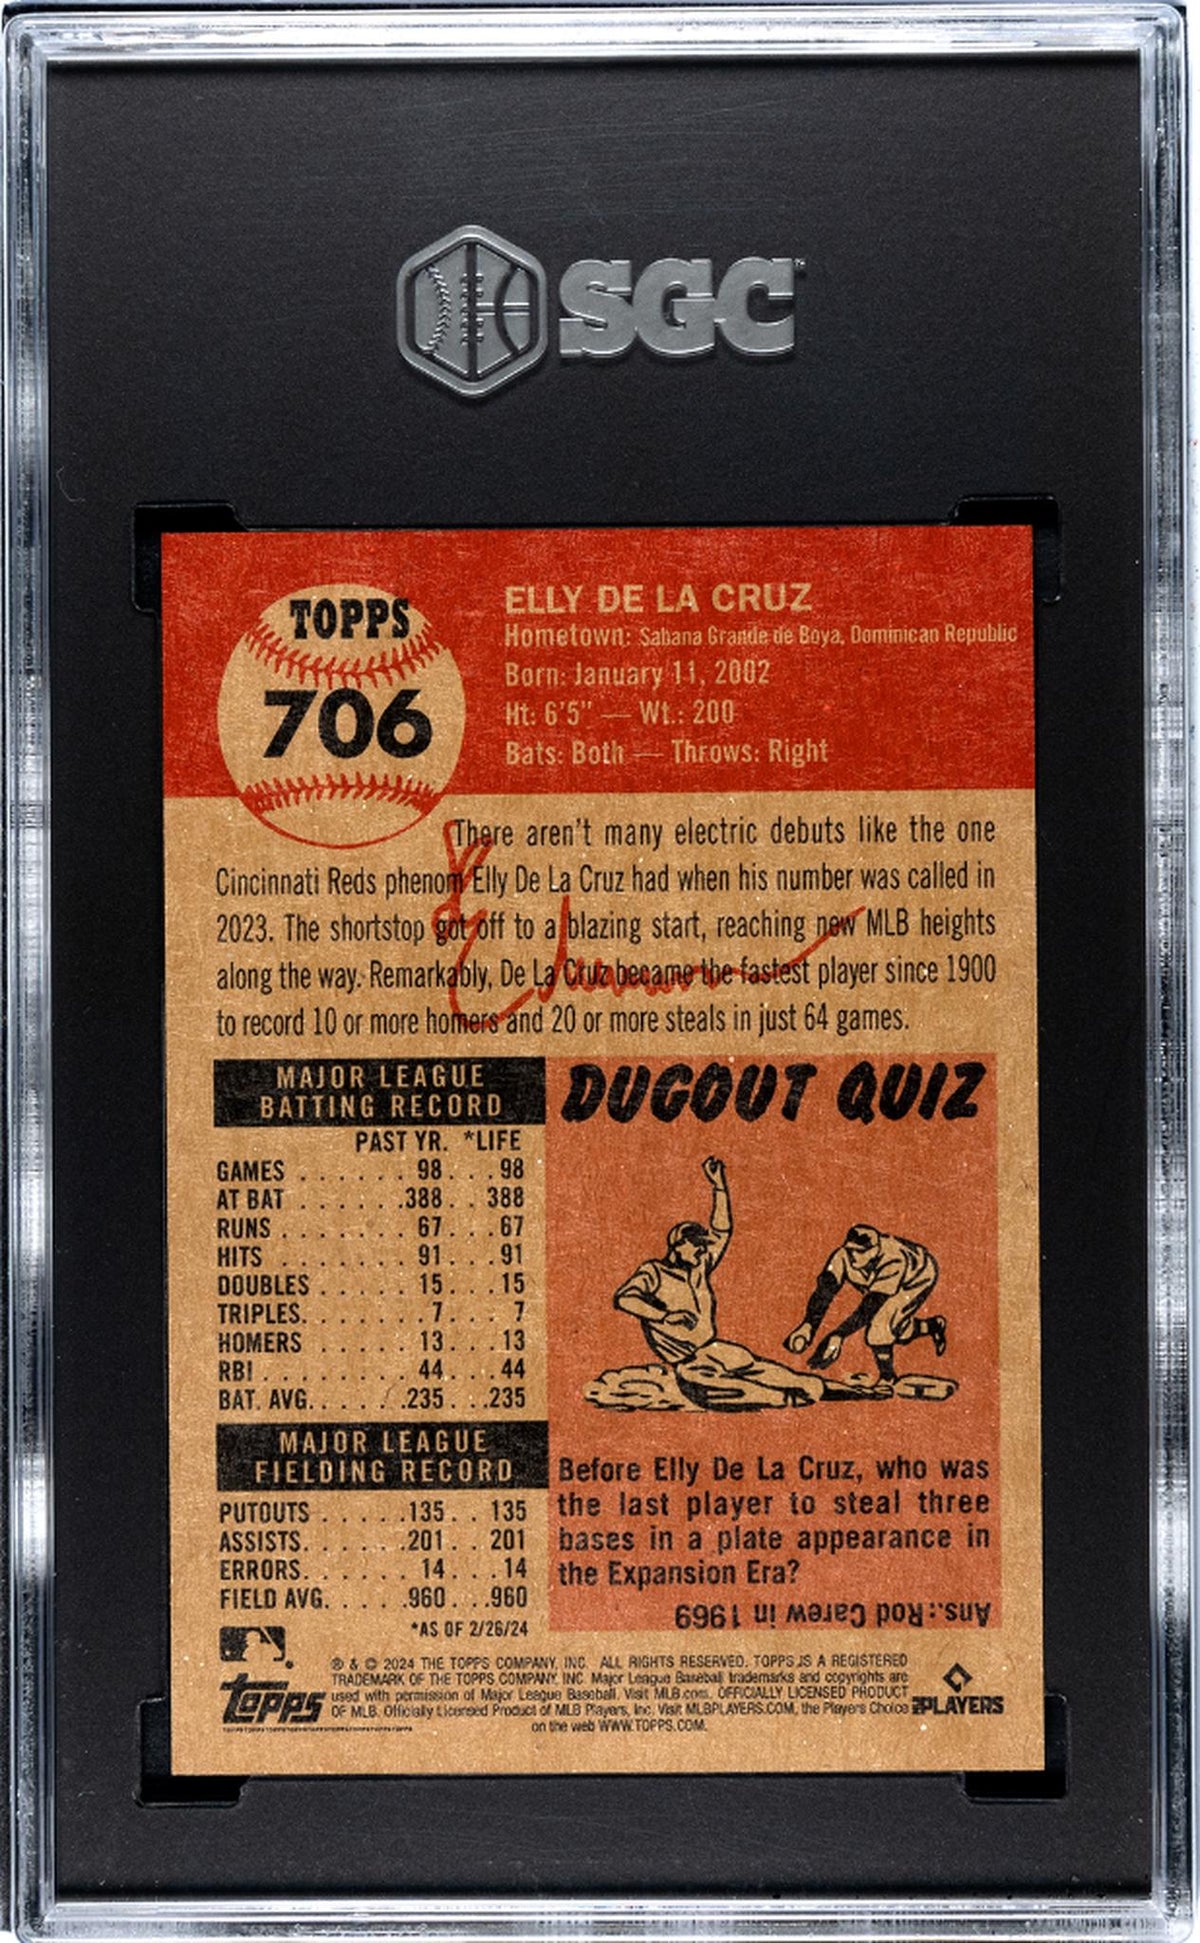 SGC
TOPPS
706
ELLY DE LA CRUZ
Hometown: Sabana Grande de Boya, Dominican Republic
Born: January 11, 2002
Ht: 6'5" — Wt.: 200
Bats: Both — Throws: Right
There aren't many electric debuts like the one
Cincinnati Reds phenom Elly De La Cruz had when his number was called in
2023. The shortstop got off to a blazing start, reaching new MLB heights
along the way. Remarkably, De La Cruz became the fastest player since 1900
to record 10 or more homers and 20 or more steals in just 64 games.
MAJOR LEAGUE
BATTING RECORD
PAST YR. *LIFE
GAMES . . . . . . . 98. . . 98
AT BAT . . . . . . .388. . 388
RUNS . . . . . . . . 67. . . 67
HITS . . . . . . . . 91. . . 91
DOUBLES . . . . . 15. . . 15
TRIPLES. . . . . . . 7. . . 7
HOMERS . . . . . 13. . . 13
RBI . . . . . . . . . 44. . . 44
BAT. AVG. . . . . .235. . .235
MAJOR LEAGUE
FIELDING RECORD
PUTOUTS . . . . .135. . 135
ASSISTS. . . . . . .201. . 201
ERRORS. . . . . . 14. . . 14
FIELD AVG. . . . .960. . .960
*AS OF 2/26/24
DUGOUT QUIZ
Before Elly De La Cruz, who was
the last player to steal three
bases in a plate appearance in
the Expansion Era?
Ans.: Rod Carew in 1969
topps
® & © 2024 THE TOPPS COMPANY, INC. ALL RIGHTS RESERVED. TOPPS IS A REGISTERED
TRADEMARK OF THE TOPPS COMPANY, INC. Major League Baseball trademarks and copyrights are
used with permission of Major League Baseball. Visit MLB.com. OFFICIALLY LICENSED PRODUCT
OF MLB. Officially Licensed Product of MLB Players, Inc. Visit MLBPLAYERS.COM, the Players Choice
on the web WWW.TOPPS.COM.
PLAYERS